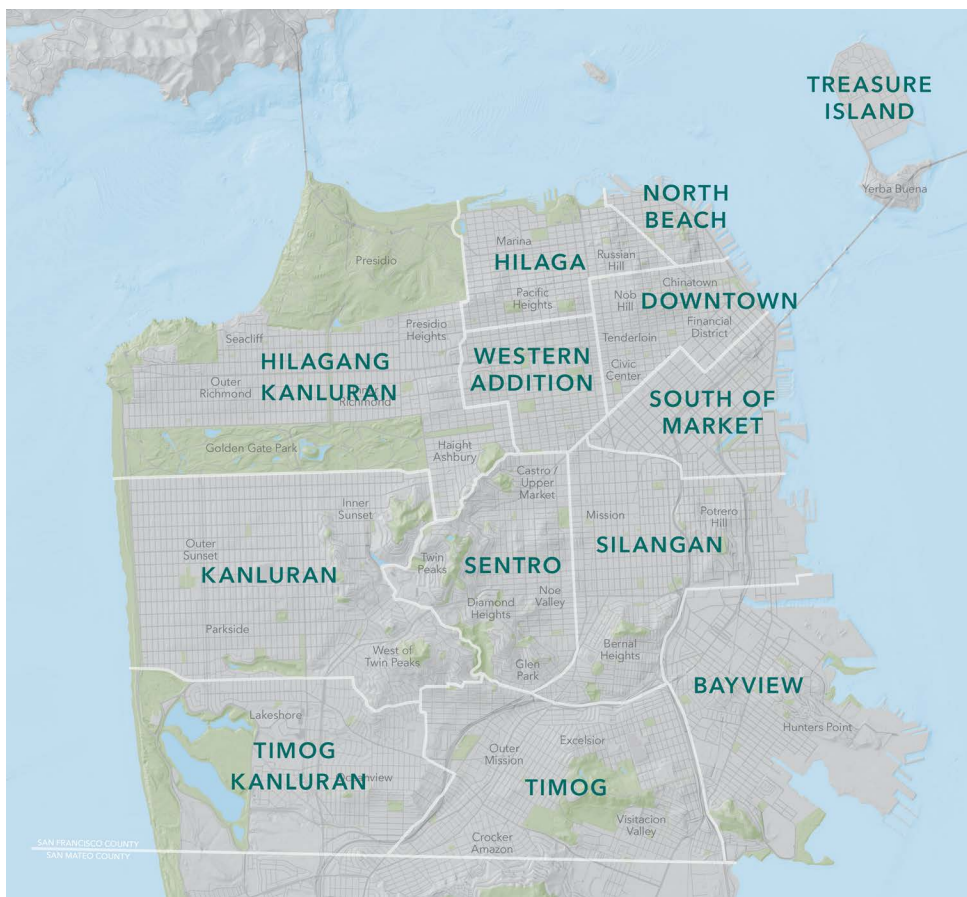 TREASURE
ISLAND
Yerba Buena
NORTH
BEACH
Marina
HILAGA
Russian
Hill
Presidio
Chinatown
Pacific
Heights
Nob
Hill
DOWNTOWN
Financial
District
Presidio
Heights
Seacliff
Tenderloin
HILAGANG
KANLURAN
WESTERN
ADDITION
Civic
Center
Outer
Richmond
Richmond
SOUTH OF
MARKET
Golden Gate Park
Haight
Ashbury
Castro /
Upper
Market
Inner
Sunset
Mission
Potrero
Hill
Outer
Sunset
SILANGAN
Twin
Peaks
SENTRO
KANLURAN
Noe
Valley
Diamond
Heights
Parkside
West of
Twin Peaks
Bernal
Heights
Glen
Park
BAYVIEW
Lakeshore
Hunters Point
TIMOG
KANLURAN
Outer
Mission
Excelsior
TIMOG
Visitacion
Valley
Crocker
Amazon
SAN FRANCISCO COUNTY
SAN MATEO COUNTY